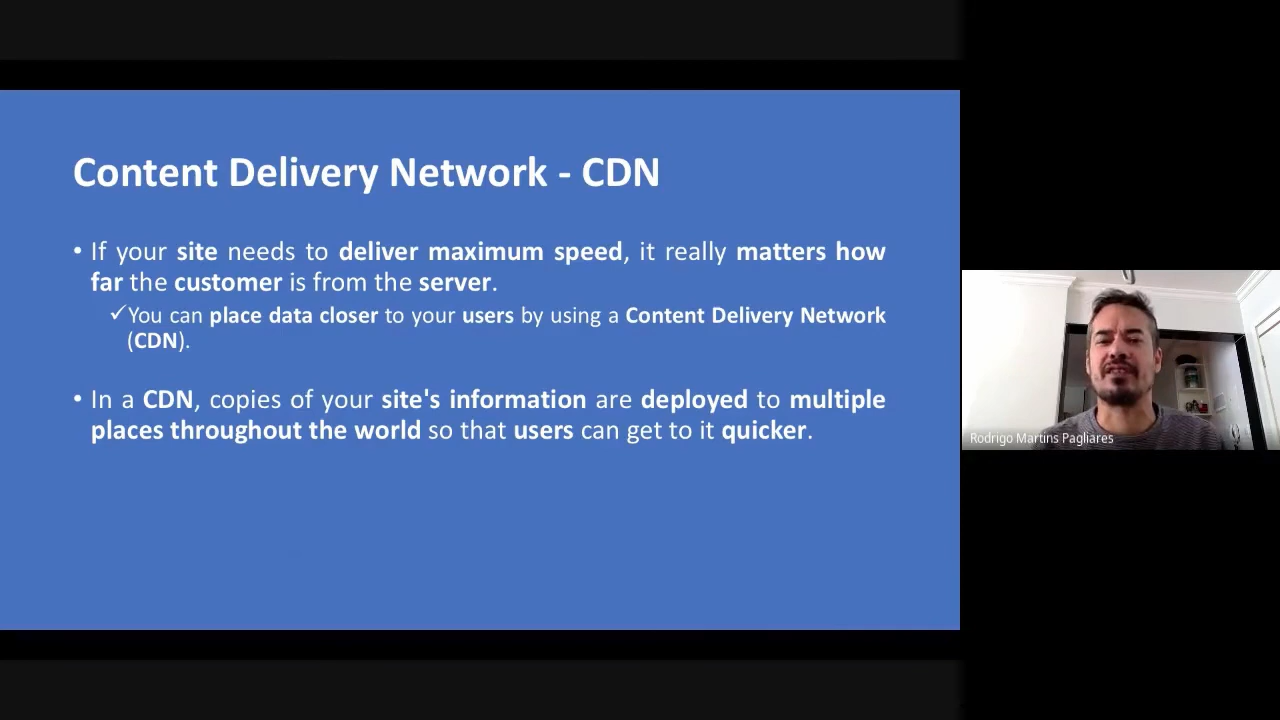 Content Delivery Network - CDN
• If your site needs to deliver maximum speed, it really matters how
far the customer is from the server.
✓You can place data closer to your users by using a Content Delivery Network
(CDN).
• In a CDN, copies of your site's information are deployed to multiple
places throughout the world so that users can get to it quicker.
Rodrigo Martins Pagliares